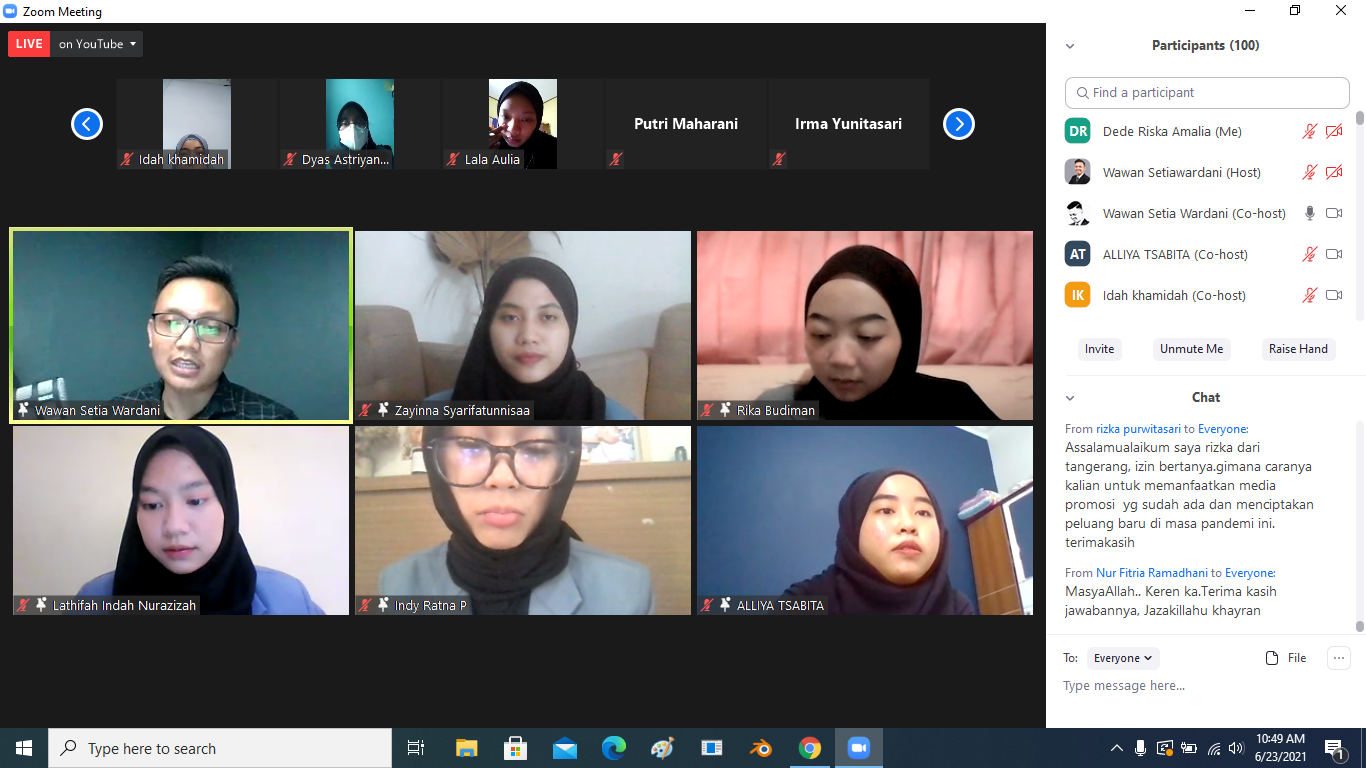 Zoom Meeting
LIVE on YouTube
Participants (100)
Find a participant
DR Dede Riska Amalia (Me)
Wawan Setiawardani (Host)
Wawan Setia Wardani (Co-host)
AT ALLIYA TSABITA (Co-host)
IK Idah khamidah (Co-host)
Invite Unmute Me Raise Hand
Idah khamidah
Dyas Astriyan...
Lala Aulia
Putri Maharani
Irma Yunitasari
Wawan Setia Wardani
Zayinna Syarifatunnisaa
Rika Budiman
Lathifah Indah Nurazizah
Indy Ratna P
ALLIYA TSABITA
Chat
From rizka purwitasari to Everyone:
Assalamualaikum saya rizka dari
tangerang, izin bertanya.gimana caranya
kalian untuk memanfaatkan media
promosi  yg sudah ada dan menciptakan
peluang baru di masa pandemi ini.
terimakasih
From Nur Fitria Ramadhani to Everyone:
MasyaAllah.. Keren ka.Terima kasih
jawabannya, Jazakillahu khayran
To: Everyone File
Type message here...
Type here to search
10:49 AM
6/23/2021
1